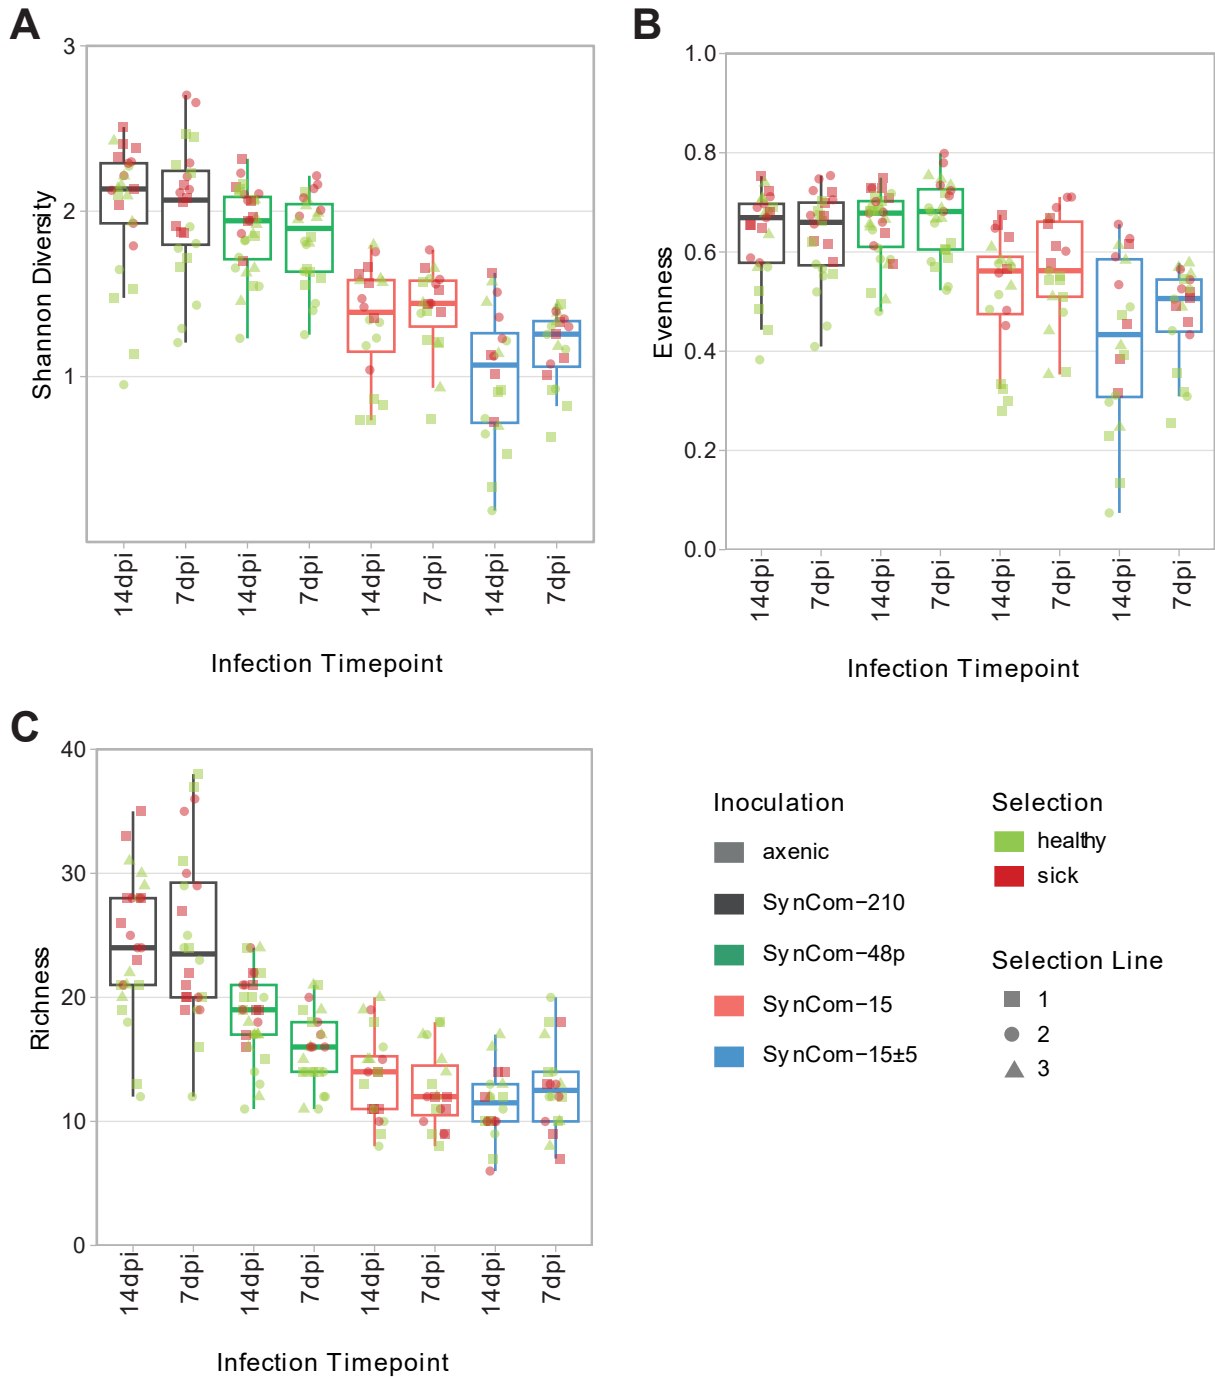 A
3
2
1
Shannon Diversity
14dpi
7dpi
14dpi
7dpi
14dpi
7dpi
14dpi
7dpi
Infection Timepoint
B
1.0
0.8
0.6
0.4
0.2
0.0
Evenness
14dpi
7dpi
14dpi
7dpi
14dpi
7dpi
14dpi
7dpi
Infection Timepoint
C
40
30
20
10
0
Richness
14dpi
7dpi
14dpi
7dpi
14dpi
7dpi
14dpi
7dpi
Infection Timepoint
Inoculation
axenic
SynCom−210
SynCom−48p
SynCom−15
SynCom−15±5
Selection
healthy
sick
Selection Line
1
2
3